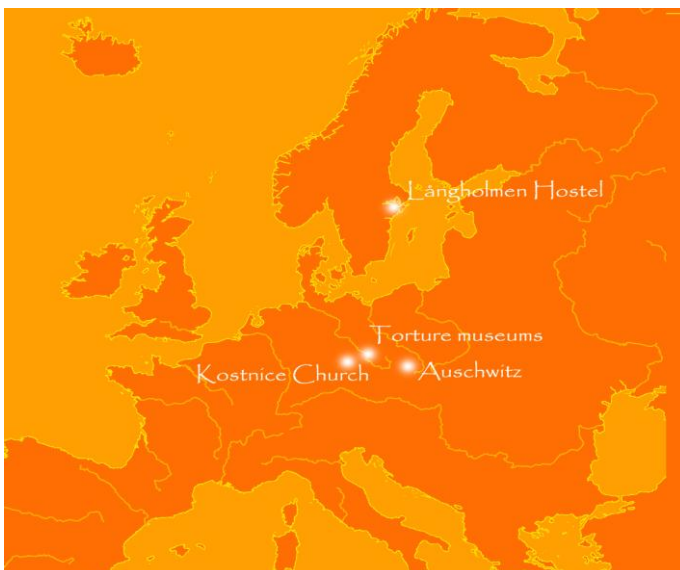 Långholmen Hostel
Torture museums
Kostnice Church
Auschwitz